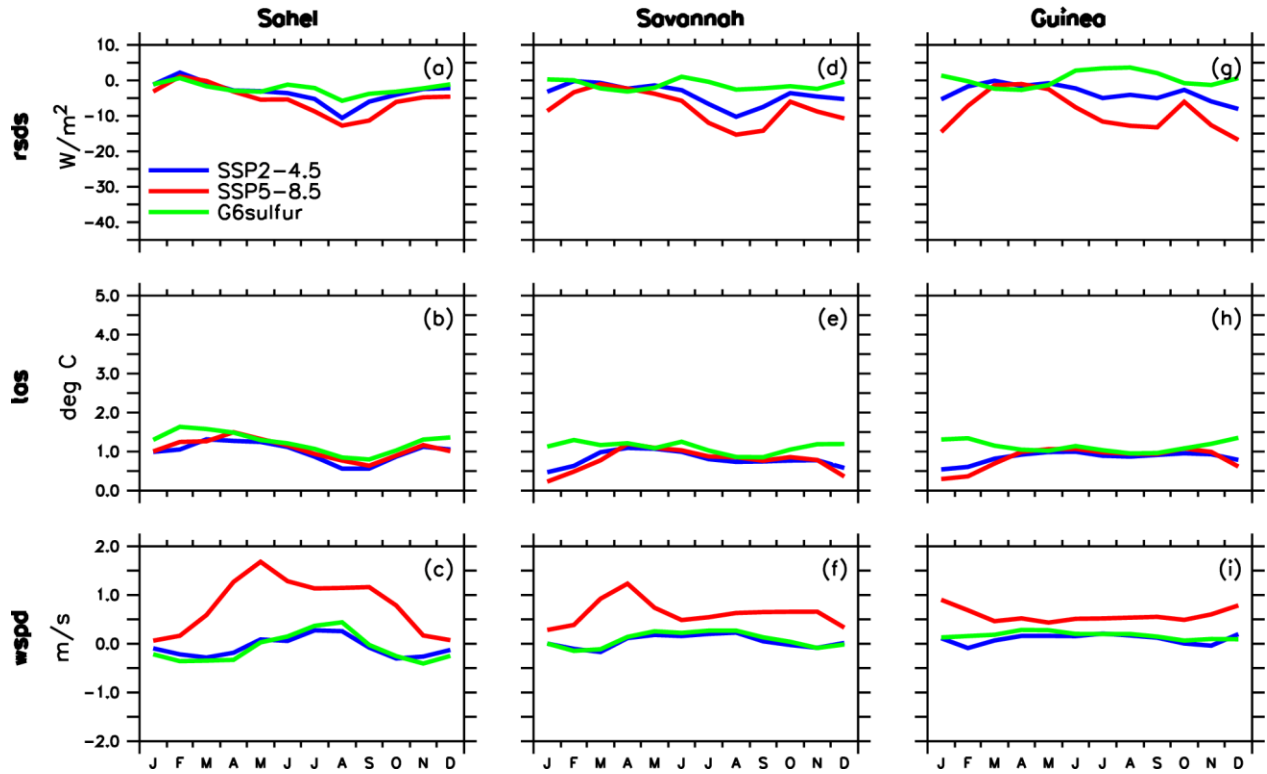 Sahel Savannah Guinea
rsds
W/m2
10.
0.
-10.
-20.
-30.
-40.
(a) (d) (g)
SSP2-4.5
SSP5-8.5
G6sulfur
tas
deg C
5.0
4.0
3.0
2.0
1.0
0.0
(b) (e) (h)
wspd
m/s
2.0
1.0
0.0
-1.0
-2.0
(c) (f) (i)
J F M A M J J A S O N D J F M A M J J A S O N D J F M A M J J A S O N D